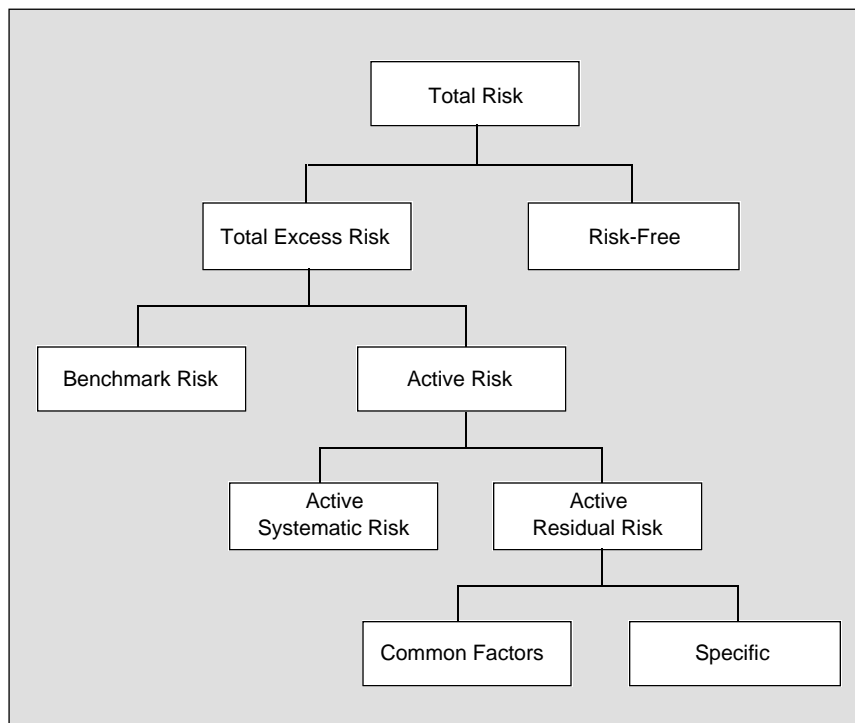 Total Risk
Total Excess Risk
Risk-Free
Benchmark Risk
Active Risk
Active
Systematic Risk
Active
Residual Risk
Common Factors
Specific